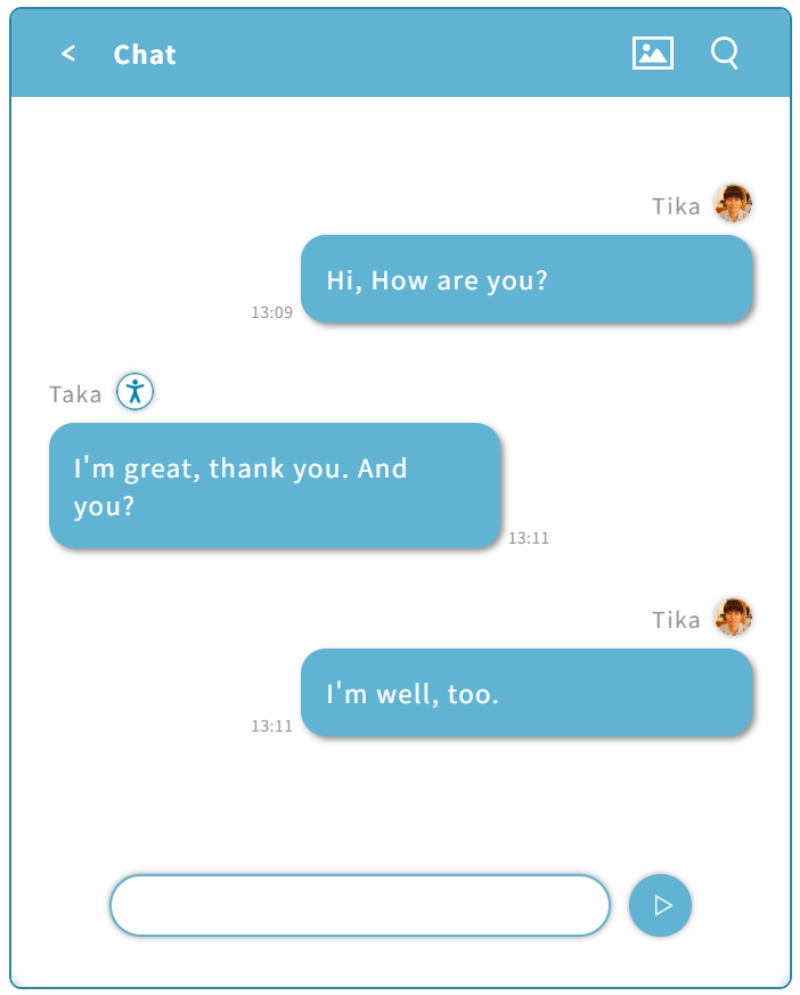 < Chat
Tika
Hi, How are you?
13:09
Taka
I'm great, thank you. And
you?
13:11
Tika
I'm well, too.
13:11